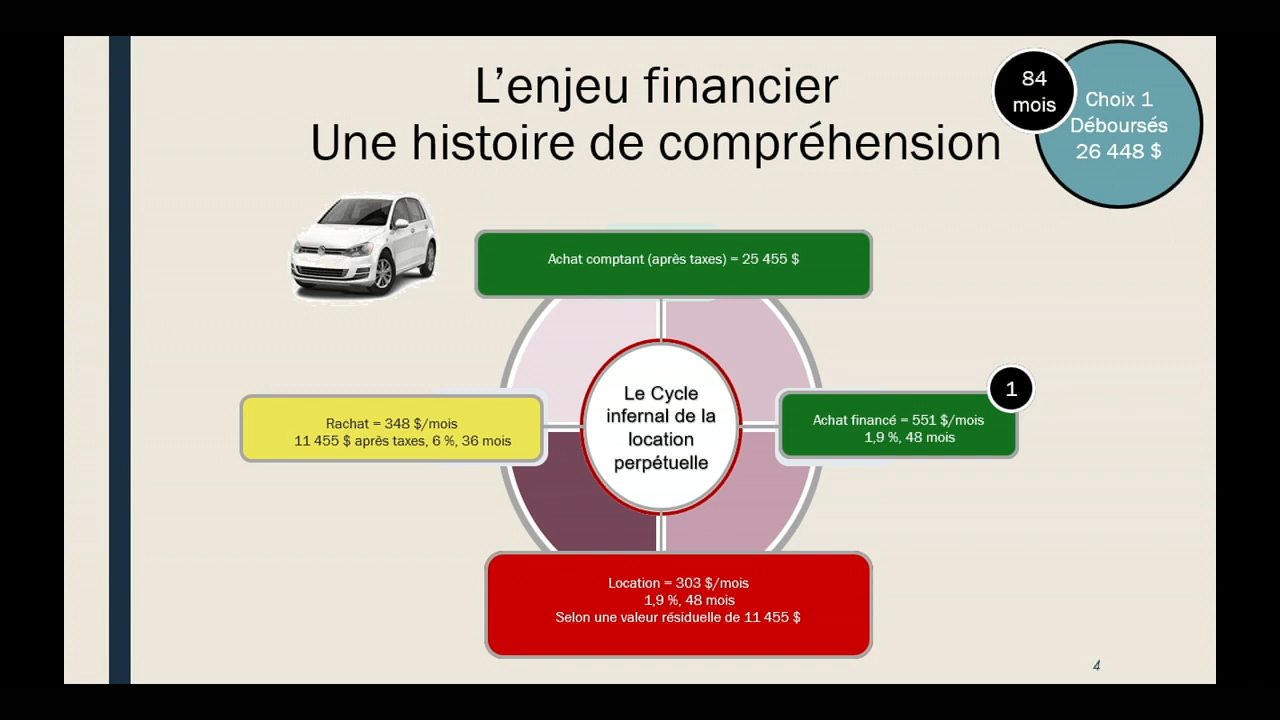 L'enjeu financier
Une histoire de compréhension
84
mois
Choix 1
Déboursés
26 448 $
Achat comptant (après taxes) = 25 455 $
Le Cycle
infernal de la
location
perpétuelle
Rachat = 348 $/mois
11 455 $ après taxes, 6 %, 36 mois
1
Achat financé = 551 $/mois
1,9 %, 48 mois
Location = 303 $/mois
1,9 %, 48 mois
Selon une valeur résiduelle de 11 455 $
4